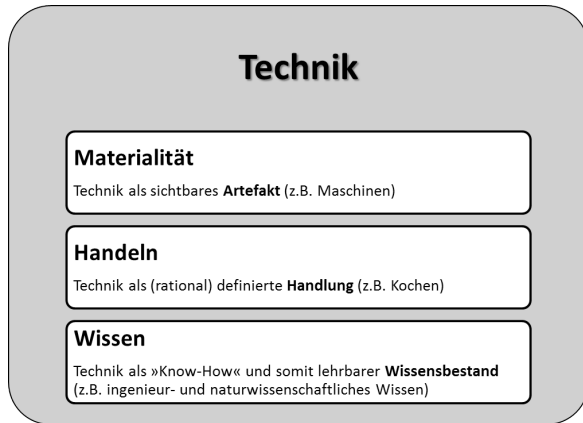 Technik
Materialität
Technik als sichtbares Artefakt (z.B. Maschinen)
Handeln
Technik als (rational) definierte Handlung (z.B. Kochen)
Wissen
Technik als »Know-How« und somit lehrbarer Wissensbestand
(z.B. ingenieur- und naturwissenschaftliches Wissen)